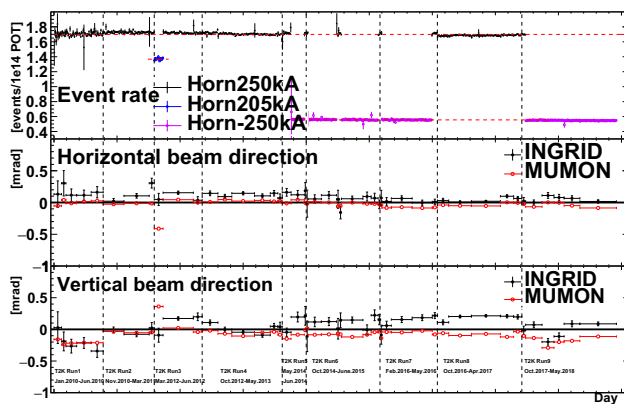 [events/1e14 POT]
1.8
1.6
1.4
1.2
1
0.8
0.6
0.4
Event rate
Horn250kA
Horn205kA
Horn-250kA
[mrad]
0.5
0
−0.5
−1
Horizontal beam direction
INGRID
MUMON
[mrad]
0.5
0
−0.5
−1
Vertical beam direction
INGRID
MUMON
T2K Run1
Jan.2010-Jun.2010
T2K Run2
Nov.2010-Mar.2011
T2K Run3
Mar.2012-Jun.2012
T2K Run4
Oct.2012-May.2013
T2K Run5
May.2014
-Jun.2014
T2K Run6
Oct.2014-June.2015
T2K Run7
Feb.2016-May.2016
T2K Run8
Oct.2016-Apr.2017
T2K Run9
Oct.2017-May.2018
Day